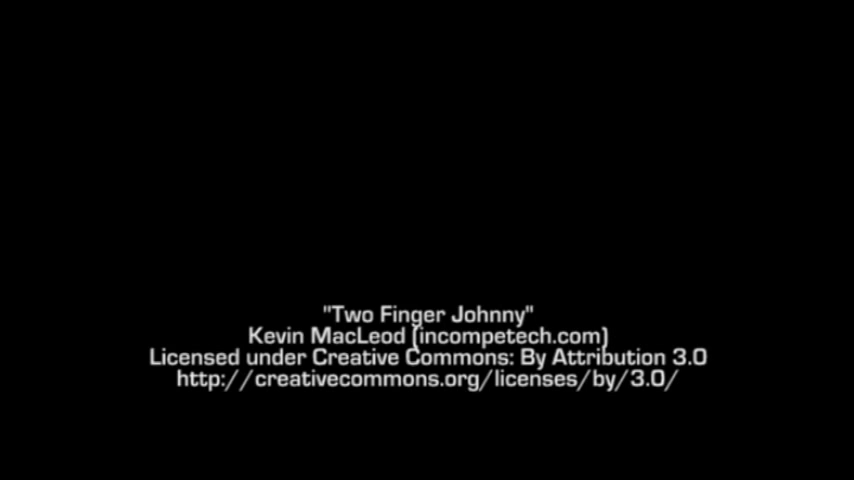 "Two Finger Johnny"
Kevin MacLeod (incompetech.com)
Licensed under Creative Commons: By Attribution 3.0
http://creativecommons.org/licenses/by/3.0/